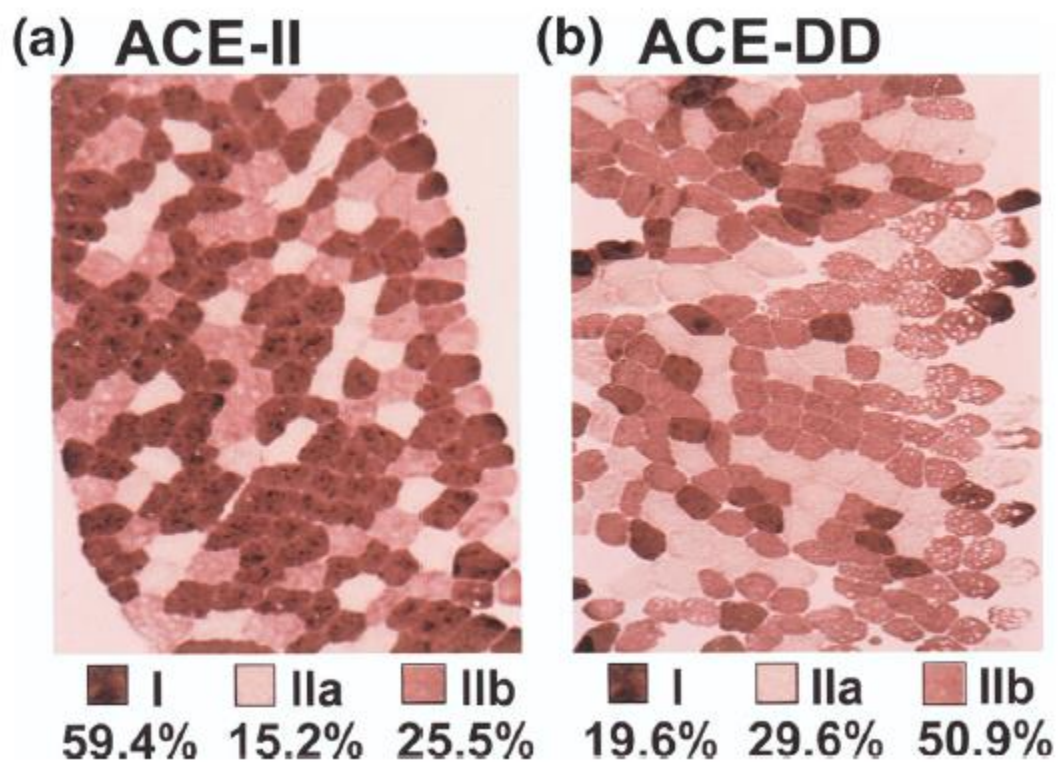 (a) ACE-II
(b) ACE-DD
I IIa IIb
59.4% 15.2% 25.5%
I IIa IIb
19.6% 29.6% 50.9%